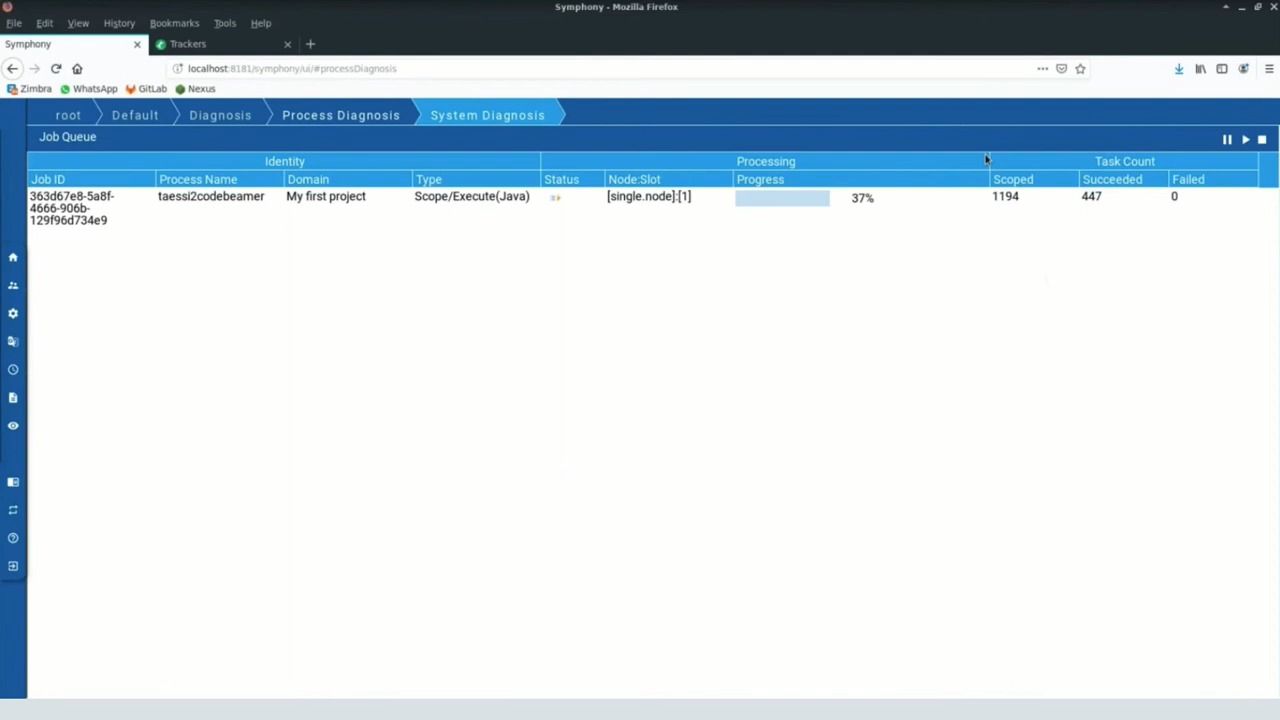 Symphony - Mozilla Firefox
File Edit View History Bookmarks Tools Help
Symphony Trackers
localhost:8181/symphony/ui/#processDiagnosis
Zimbra WhatsApp GitLab Nexus
root Default Diagnosis Process Diagnosis System Diagnosis
Job Queue
Identity Processing Task Count
Job ID Process Name Domain Type Status Node:Slot Progress Scoped Succeeded Failed
363d67e8-5a8f- taessi2codebeamer My first project Scope/Execute(Java) [single.node]:[1] 37% 1194 447 0
4666-906b-
129f96d734e9